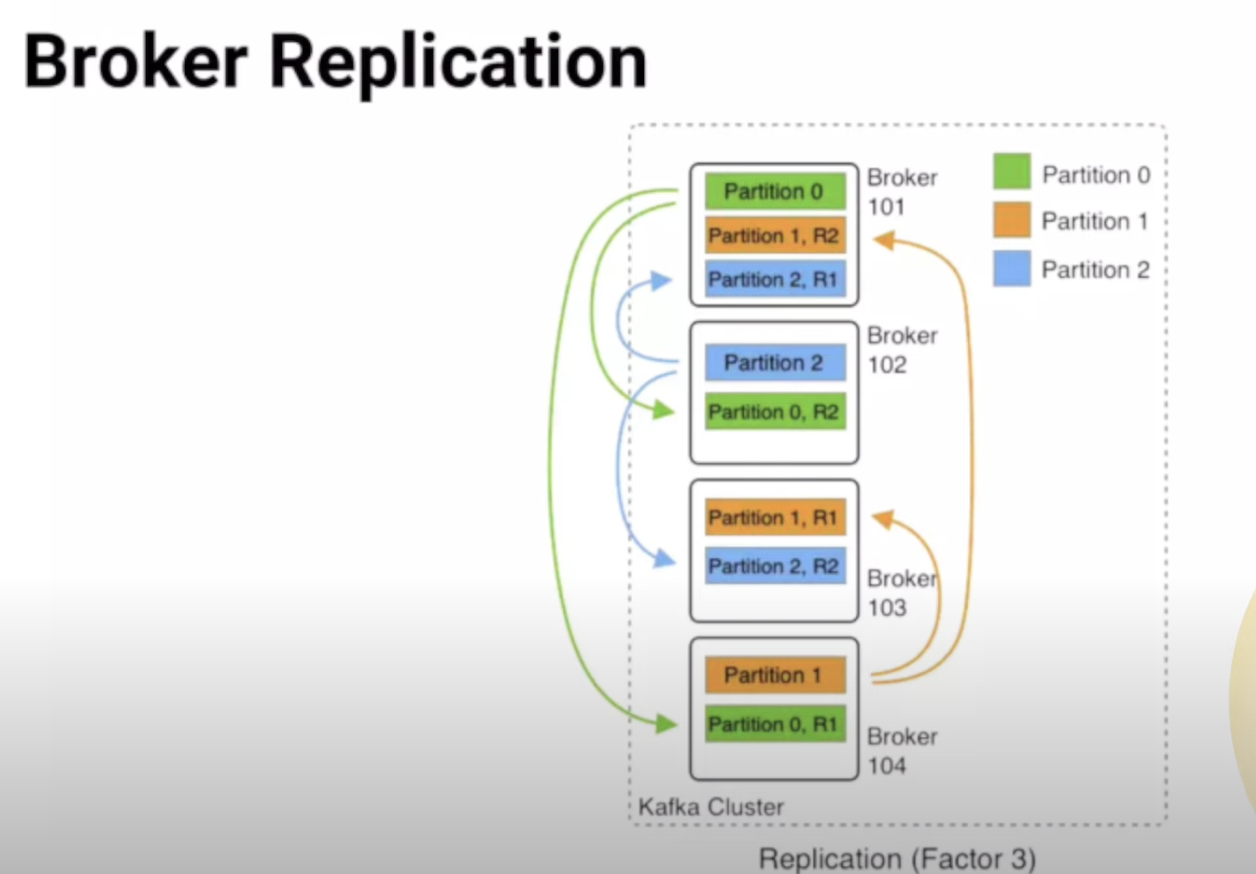 Broker Replication
Partition 0
Partition 1, R2
Partition 2, R1
Broker
101
Partition 0
Partition 1
Partition 2
Partition 2
Partition 0, R2
Broker
102
Partition 1, R1
Partition 2, R2
Broker
103
Partition 1
Partition 0, R1
Broker
104
Kafka Cluster
Replication (Factor 3)